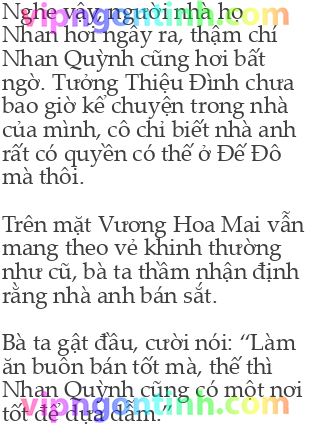 Nghe vậy, người nhà họ
Nhan hơi ngây ra, thậm chí
Nhan Quỳnh cũng hơi bất
ngờ. Tưởng Thiệu Đình chưa
bao giờ kể chuyện trong nhà
của mình, cô chỉ biết nhà anh
rất có quyền có thế ở Đế Đô
mà thôi.
Trên mặt Vương Hoa Mai vẫn
mang theo vẻ khinh thường
như cũ, bà ta thầm nhận định
rằng nhà anh bán sắt.
Bà ta gật đầu, cười nói: “Làm
ăn buôn bán tốt mà, thế thì
Nhan Quỳnh cũng có một nơi
tốt để dựa dẫm.”
vipngontinh.com
vipngontinh.com
vipngontinh.com